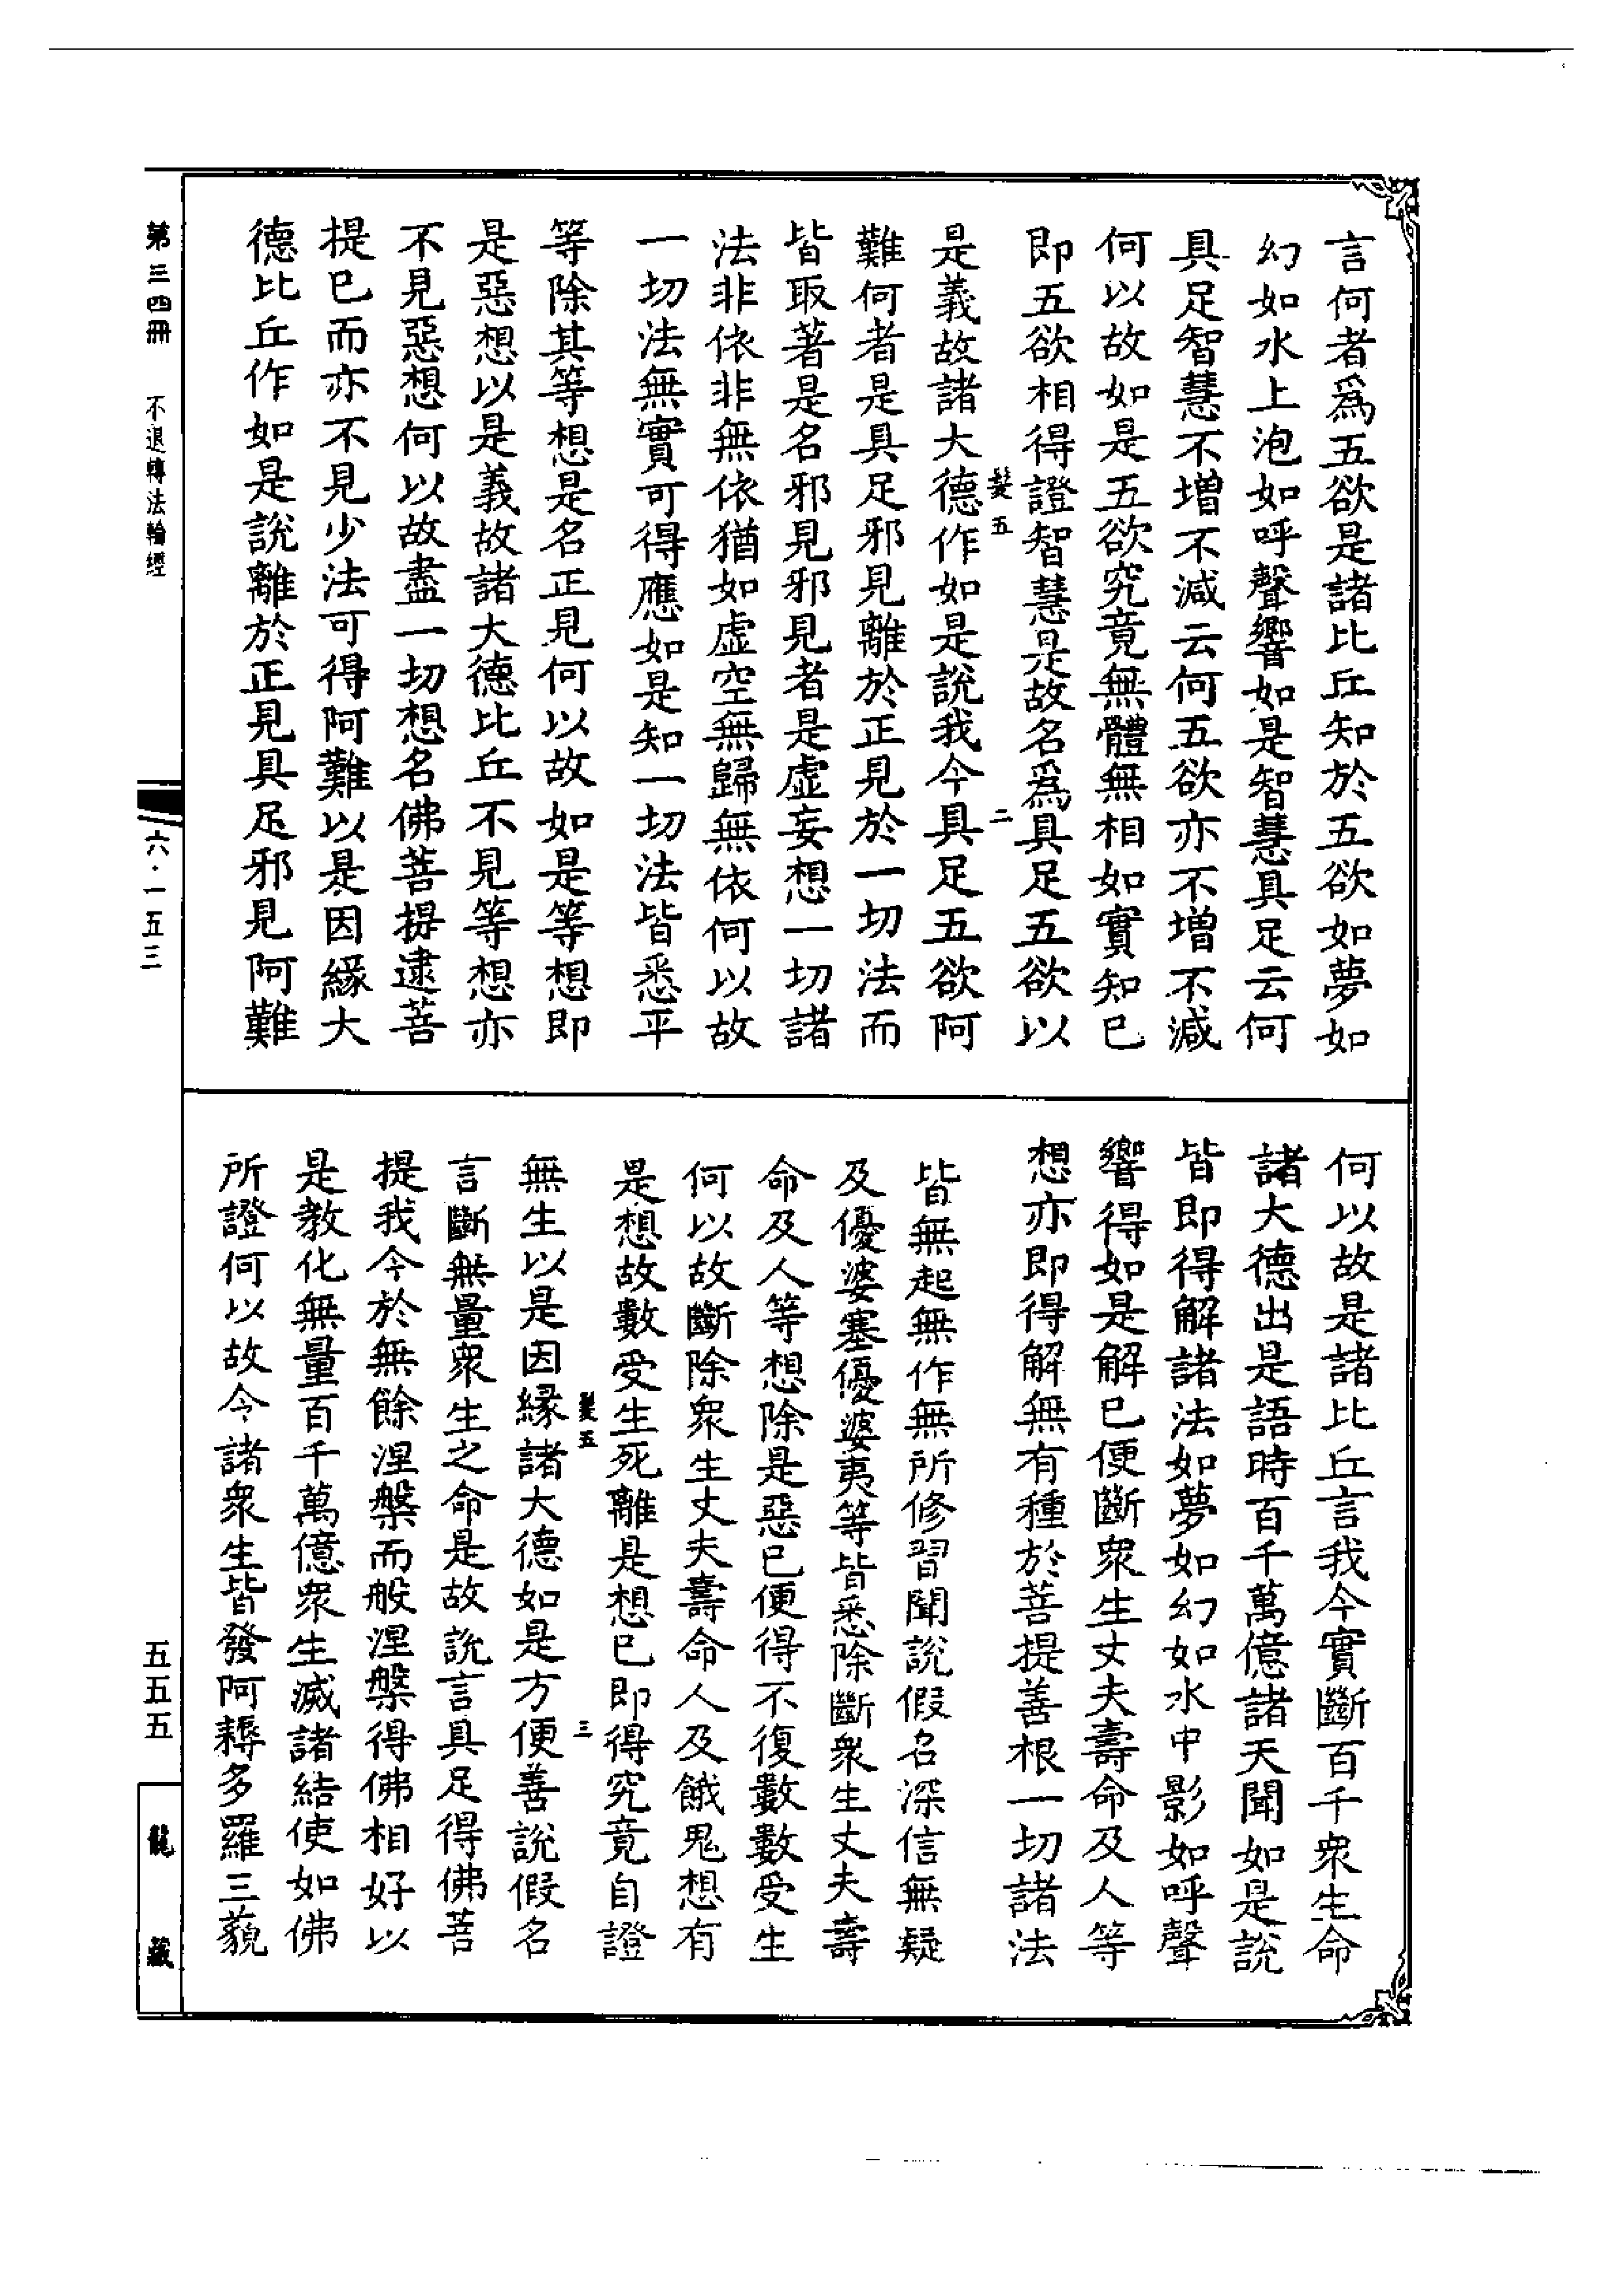 言何者爲五欲是諸比丘知於五欲如夢如
幻如水上泡如呼聲響如是智慧具足云何
具足智慧不增不減云何五欲亦不增不減
何以故如是五欲究竟無體無相如實知已
即五欲相得證智慧是故名爲具足五欲以
髮五 二
是義故諸大德作如是說我今具足五欲阿
難何者是具足邪見離於正見於一切法而
皆取著是名邪見邪見者是虛妄想一切諸
法非依非無依猶如虛空無歸無依何以故
一切法無實可得應如是知一切法皆悉平
等除其等想是名正見何以故如是等想即
是惡想以是義故諸大德比丘不見等想亦
不見惡想何以故盡一切想名佛菩提逮菩
提已而亦不見少法可得阿難以是因緣大
德比丘作如是說離於正見具足邪見阿難
何以故是諸比丘言我今實斷百千衆生命
諸大德出是語時百千萬億諸天聞如是說
皆即得解諸法如夢如幻如水中影如呼聲
響得如是解已便斷衆生丈夫壽命及人等
想亦即得解無有種於菩提善根一切諸法
皆無起無作無所修習聞說假名深信無疑
及優婆塞優婆夷等皆悉除斷衆生丈夫壽
命及人等想除是惡已便得不復數數受生
何以故斷除衆生丈夫壽命人及餓鬼想有
是想故數受生死離是想已即得究竟自證
髮五 三
無生以是因緣諸大德如是方便善說假名
言斷無量衆生之命是故說言具足得佛菩
提我今於無餘涅槃而般涅槃得佛相好以
是教化無量百千萬億衆生滅諸結使如佛
所證何以故今諸衆生皆發阿耨多羅三藐
第三四冊 不退轉法輪經
六·一五三
五五五
龍藏